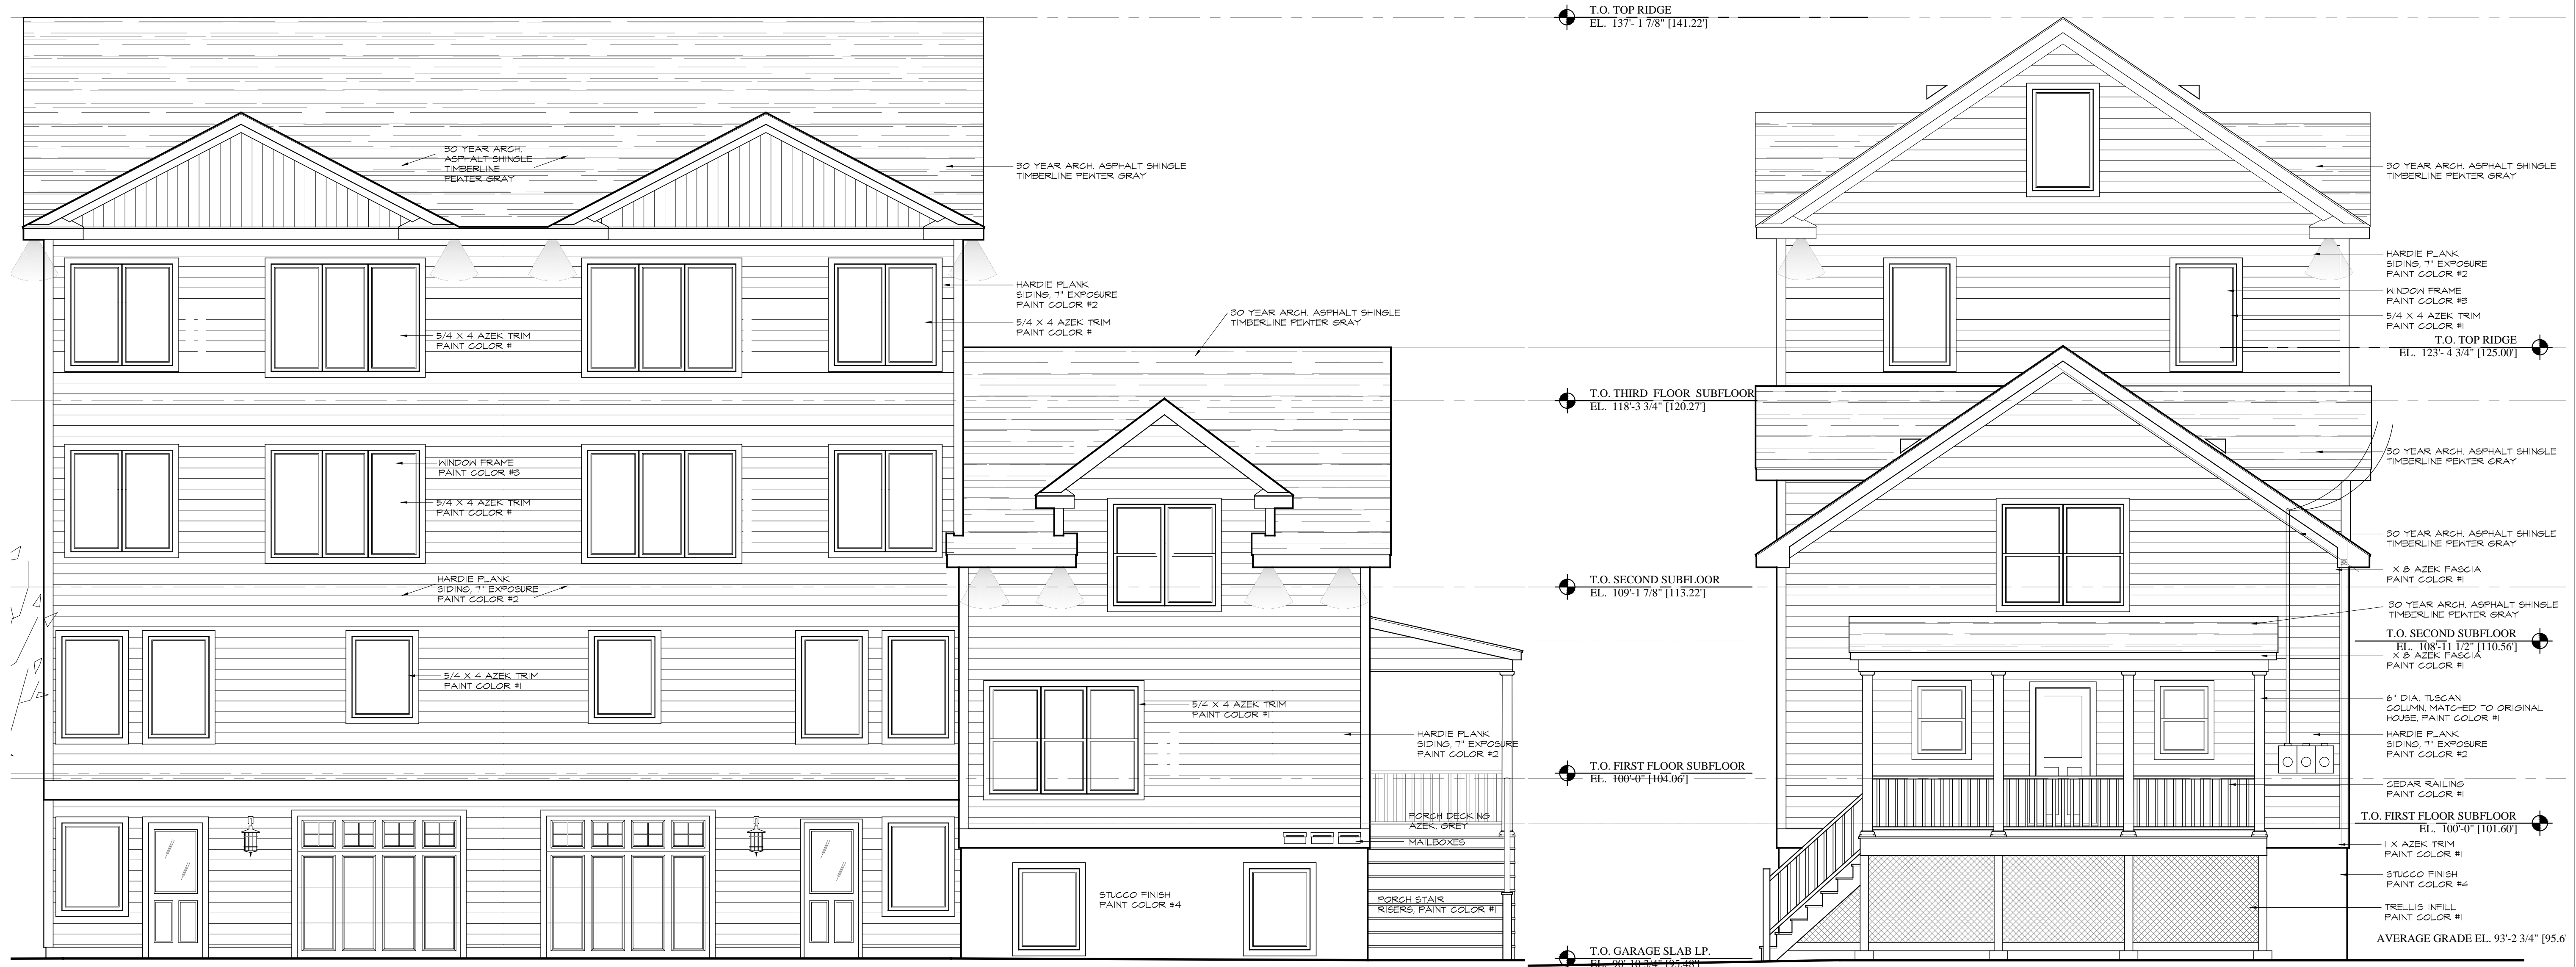 T.O. TOP RIDGE
EL. 137'- 1 7/8" [141.22']
30 YEAR ARCH.
ASPHALT SHINGLE
TIMBERLINE
PEWTER GRAY
30 YEAR ARCH. ASPHALT SHINGLE
TIMBERLINE PEWTER GRAY
HARDIE PLANK
SIDING, 7" EXPOSURE
PAINT COLOR #2
5/4 X 4 AZEK TRIM
PAINT COLOR #1
5/4 X 4 AZEK TRIM
PAINT COLOR #1
30 YEAR ARCH. ASPHALT SHINGLE
TIMBERLINE PEWTER GRAY
WINDOW FRAME
PAINT COLOR #3
5/4 X 4 AZEK TRIM
PAINT COLOR #1
HARDIE PLANK
SIDING, 7" EXPOSURE
PAINT COLOR #2
5/4 X 4 AZEK TRIM
PAINT COLOR #1
5/4 X 4 AZEK TRIM
PAINT COLOR #1
HARDIE PLANK
SIDING, 7" EXPOSURE
PAINT COLOR #2
PORCH DECKING
AZEK, GREY
MAILBOXES
STUCCO FINISH
PAINT COLOR $4
PORCH STAIR
RISERS, PAINT COLOR #1
T.O. THIRD FLOOR SUBFLOOR
EL. 118'-3 3/4" [120.27']
T.O. SECOND SUBFLOOR
EL. 109'-1 7/8" [113.22']
T.O. FIRST FLOOR SUBFLOOR
EL. 100'-0" [104.06']
T.O. GARAGE SLAB LP.
EL. 90'-10 3/4" [95.48']
30 YEAR ARCH. ASPHALT SHINGLE
TIMBERLINE PEWTER GRAY
HARDIE PLANK
SIDING, 7" EXPOSURE
PAINT COLOR #2
WINDOW FRAME
PAINT COLOR #3
5/4 X 4 AZEK TRIM
PAINT COLOR #1
T.O. TOP RIDGE
EL. 123'- 4 3/4" [125.00']
30 YEAR ARCH. ASPHALT SHINGLE
TIMBERLINE PEWTER GRAY
30 YEAR ARCH. ASPHALT SHINGLE
TIMBERLINE PEWTER GRAY
1 X 8 AZEK FASCIA
PAINT COLOR #1
30 YEAR ARCH. ASPHALT SHINGLE
TIMBERLINE PEWTER GRAY
T.O. SECOND SUBFLOOR
EL. 108'-11 1/2" [110.56']
1 X 8 AZEK FASCIA
PAINT COLOR #1
6" DIA. TUSCAN
COLUMN, MATCHED TO ORIGINAL
HOUSE, PAINT COLOR #1
HARDIE PLANK
SIDING, 7" EXPOSURE
PAINT COLOR #2
CEDAR RAILING
PAINT COLOR #1
T.O. FIRST FLOOR SUBFLOOR
EL. 100'-0" [101.60']
1 X AZEK TRIM
PAINT COLOR #1
STUCCO FINISH
PAINT COLOR #4
TRELLIS INFILL
PAINT COLOR #1
AVERAGE GRADE EL. 93'-2 3/4" [95.6'